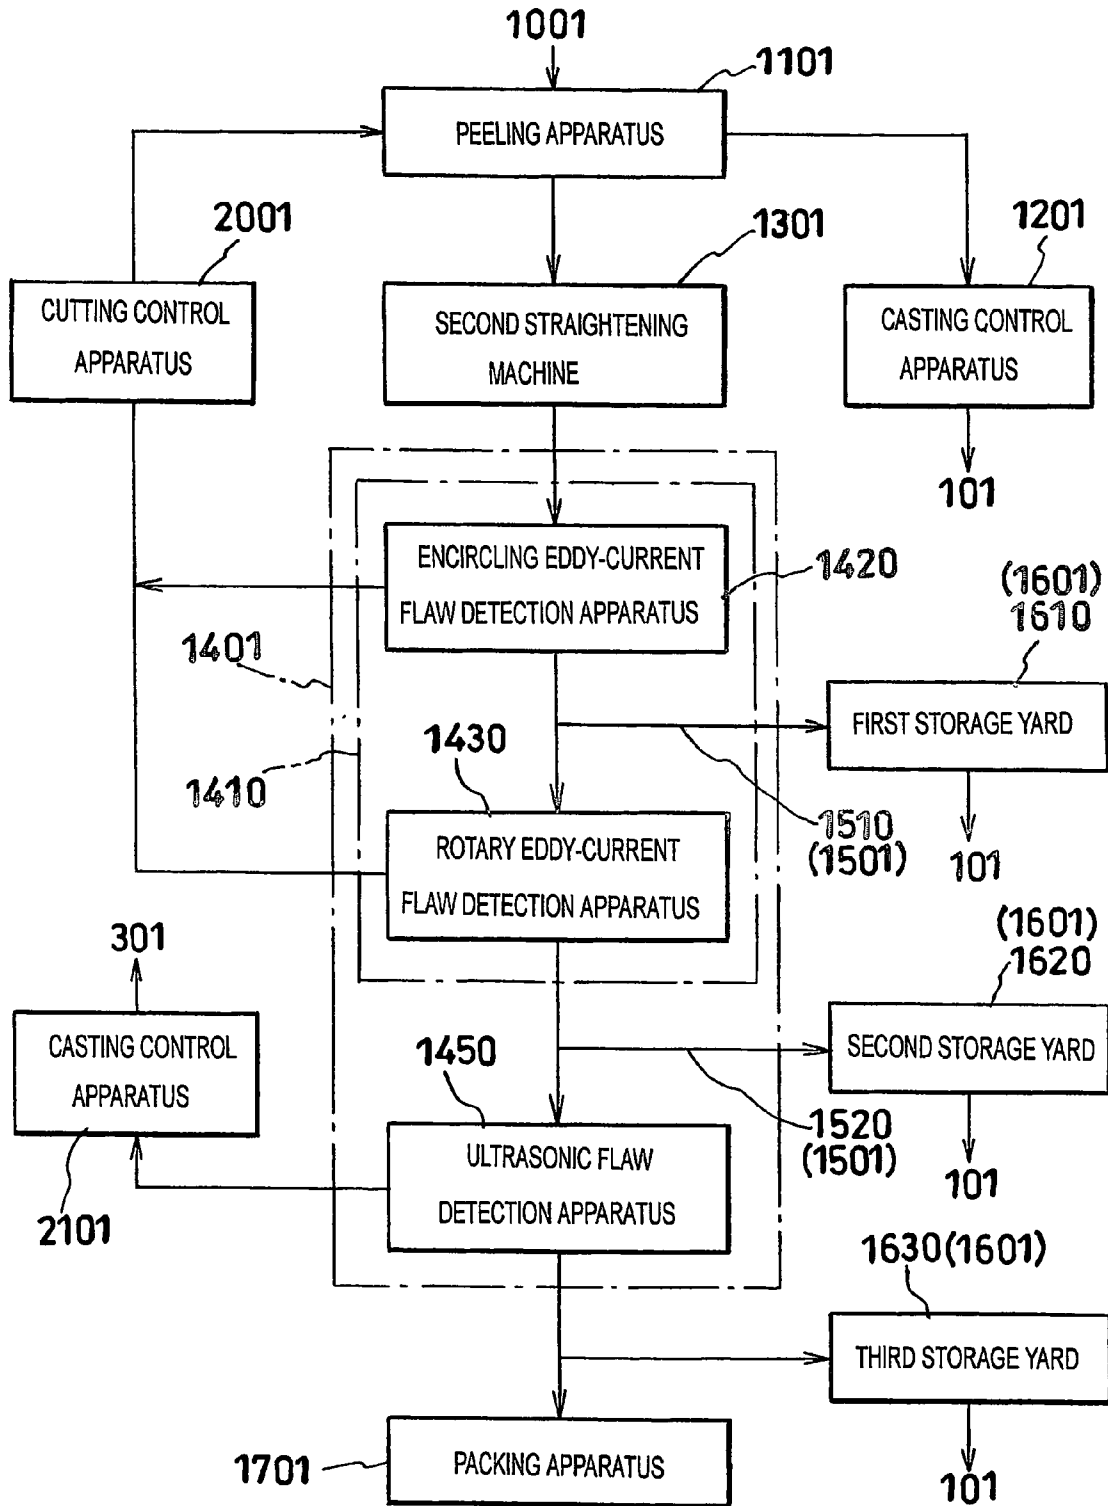 1001
1101
PEELING APPARATUS
2001
1301
1201
CUTTING CONTROL
APPARATUS
SECOND STRAIGHTENING
MACHINE
CASTING CONTROL
APPARATUS
101
ENCIRCLING EDDY-CURRENT
FLAW DETECTION APPARATUS
1420
(1601)
1610
1401
FIRST STORAGE YARD
1430
1410
1510
(1501)
101
ROTARY EDDY-CURRENT
FLAW DETECTION APPARATUS
301
(1601)
1620
CASTING CONTROL
APPARATUS
1450
SECOND STORAGE YARD
1520
(1501)
101
ULTRASONIC FLAW
DETECTION APPARATUS
2101
1630(1601)
THIRD STORAGE YARD
1701
PACKING APPARATUS
101